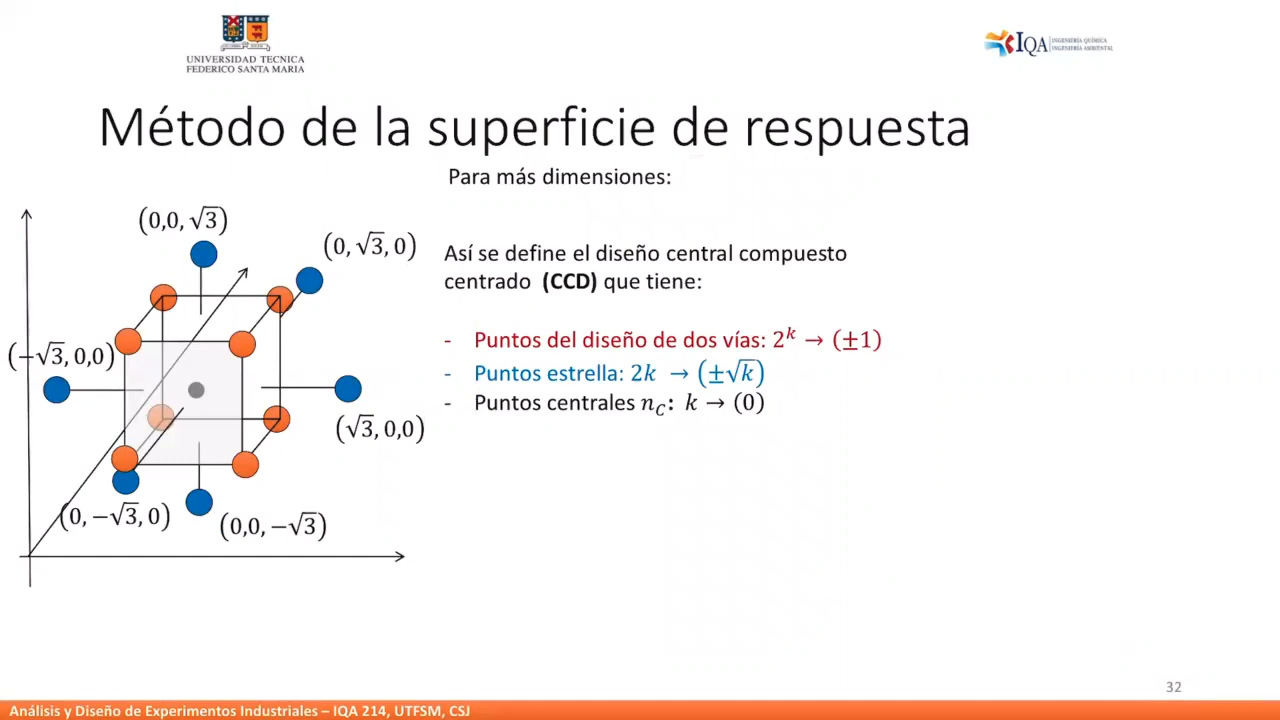 UNIVERSIDAD TECNICA
FEDERICO SANTA MARIA
IQA
INGENIERÍA QUÍMICA
INGENIERÍA AMBIENTAL
Método de la superficie de respuesta
Para más dimensiones:
(0,0, √3)
(0, √3, 0)
(−√3, 0,0)
(√3, 0,0)
(0, −√3, 0)
(0,0, −√3)
Así se define el diseño central compuesto
centrado (CCD) que tiene:
- Puntos del diseño de dos vías: 2^k → (±1)
- Puntos estrella: 2k → (±√k)
- Puntos centrales n_C: k → (0)
32
Análisis y Diseño de Experimentos Industriales – IQA 214, UTFSM, CSJ